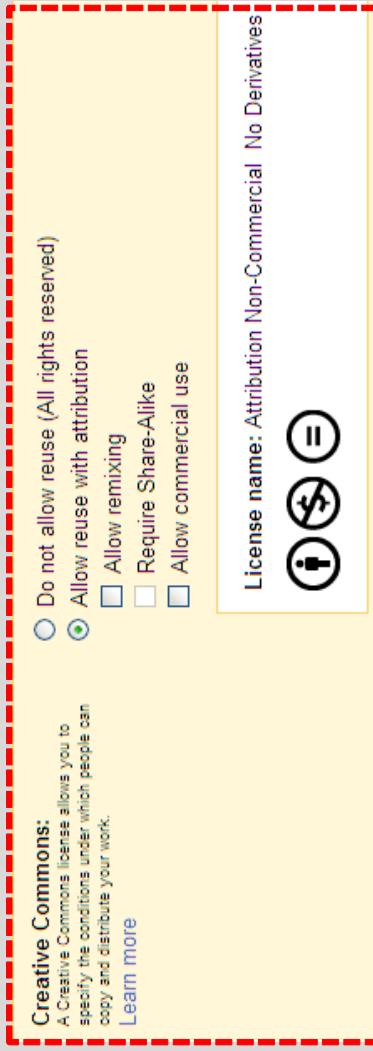 Creative Commons:
A Creative Commons license allows you to
specify the conditions under which people can
copy and distribute your work.
Learn more
Do not allow reuse (All rights reserved)
Allow reuse with attribution
Allow remixing
Require Share-Alike
Allow commercial use
License name: Attribution Non-Commercial No Derivatives